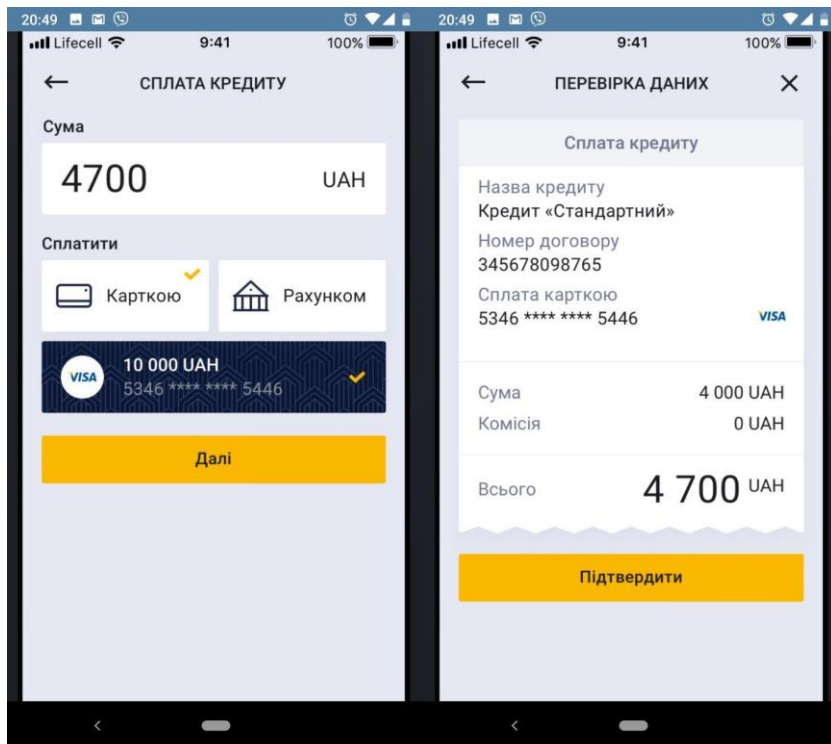 20:49
Lifecell 9:41 100%
СПЛАТА КРЕДИТУ
Сума
4700 UAH
Сплатити
Карткою Рахунком
VISA 10 000 UAH
5346 **** **** 5446
Далі
20:49
Lifecell 9:41 100%
ПЕРЕВІРКА ДАНИХ
Сплата кредиту
Назва кредиту
Кредит «Стандартний»
Номер договору
345678098765
Сплата карткою
5346 **** **** 5446 VISA
Сума 4 000 UAH
Комісія 0 UAH
Всього 4 700 UAH
Підтвердити